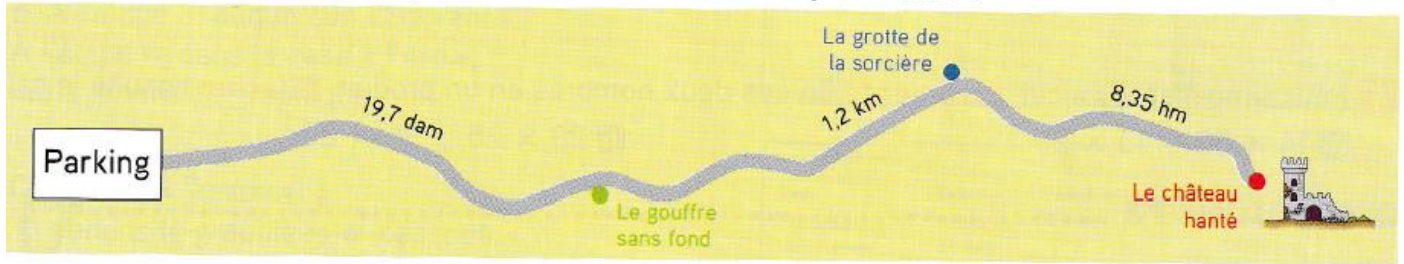 Parking
19,7 dam
Le gouffre
sans fond
1,2 km
La grotte de
la sorcière
8,35 hm
Le château
hanté